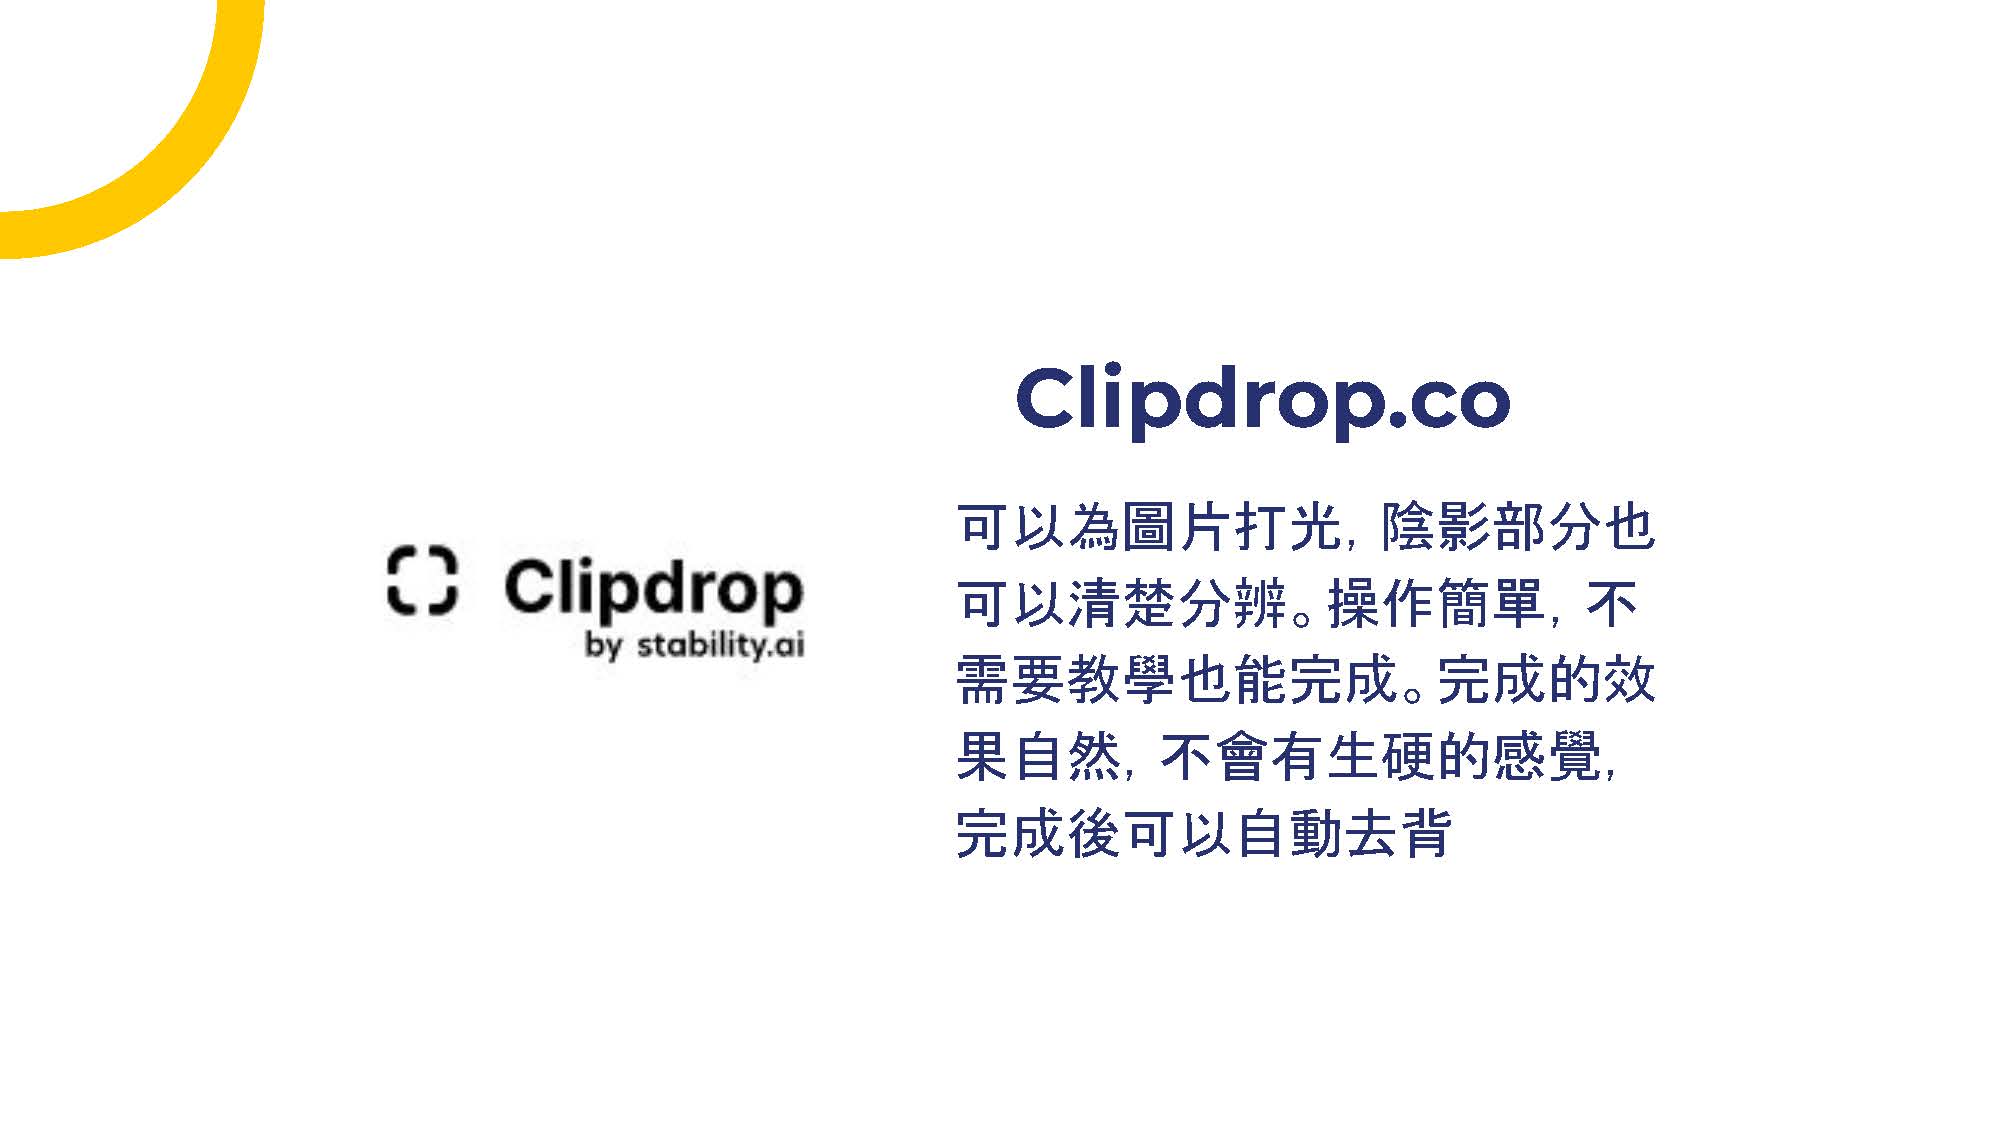 Clipdrop
by stability.ai
Clipdrop.co
可以為圖片打光，陰影部分也
可以清楚分辨。操作簡單，不
需要教學也能完成。完成的效
果自然，不會有生硬的感覺，
完成後可以自動去背